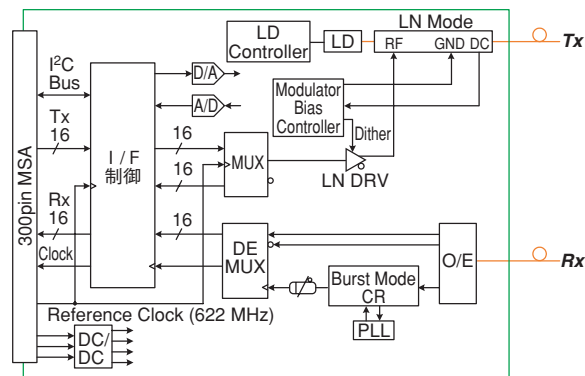 LN Mode
LD
Controller
LD
RF
GND
DC
Tx
I²C
Bus
D/A
A/D
Modulator
Bias
Controller
Dither
Tx
16
16
I / F
制御
MUX
16
LN DRV
300pin MSA
Rx
16
16
Clock
DE
MUX
O/E
Rx
Burst Mode
CR
PLL
Reference Clock (622 MHz)
DC/
DC